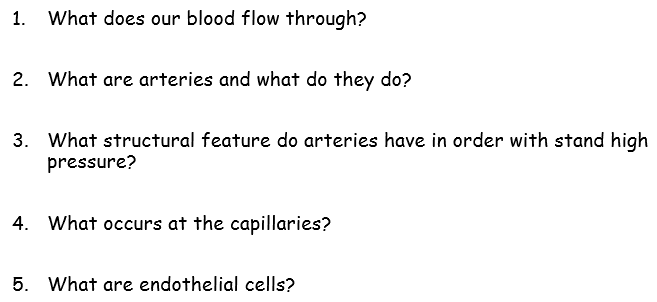 1. What does our blood flow through?
2. What are arteries and what do they do?
3. What structural feature do arteries have in order with stand high
pressure?
4. What occurs at the capillaries?
5. What are endothelial cells?